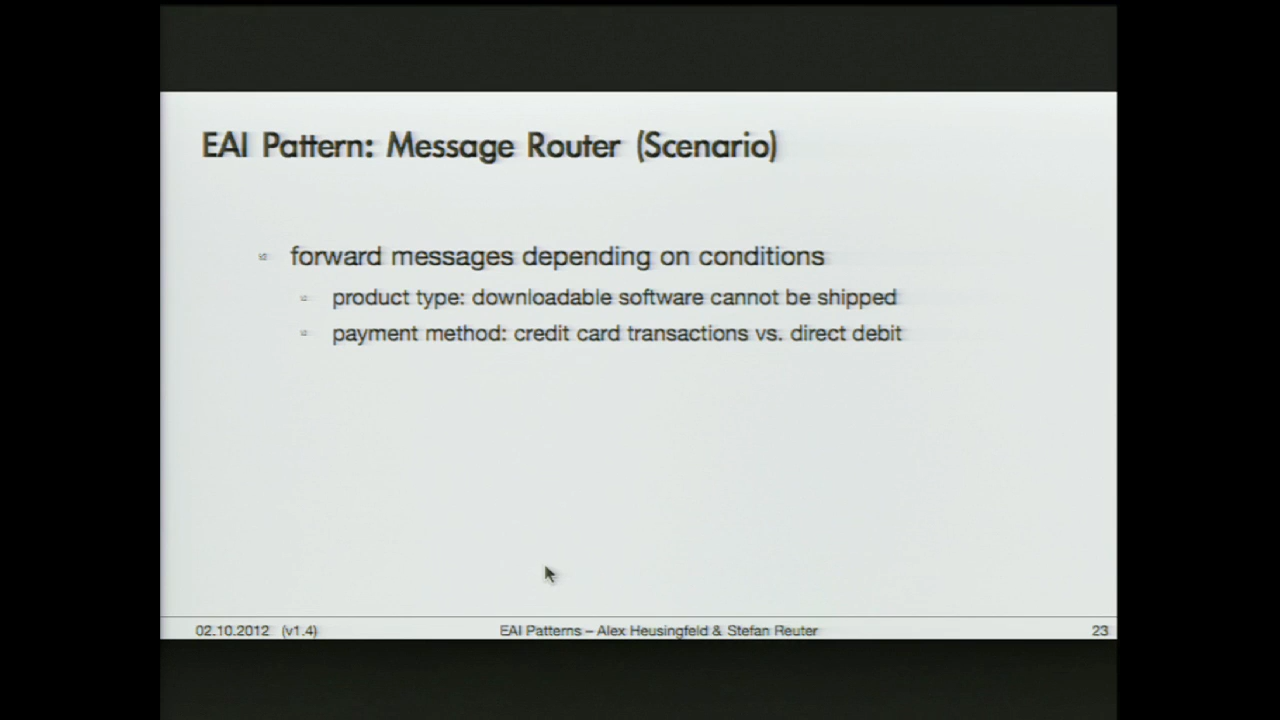 EAI Pattern: Message Router (Scenario)
forward messages depending on conditions
product type: downloadable software cannot be shipped
payment method: credit card transactions vs. direct debit
02.10.2012 (v1.4)
EAI Patterns – Alex Heusingfeld & Stefan Reuter
23